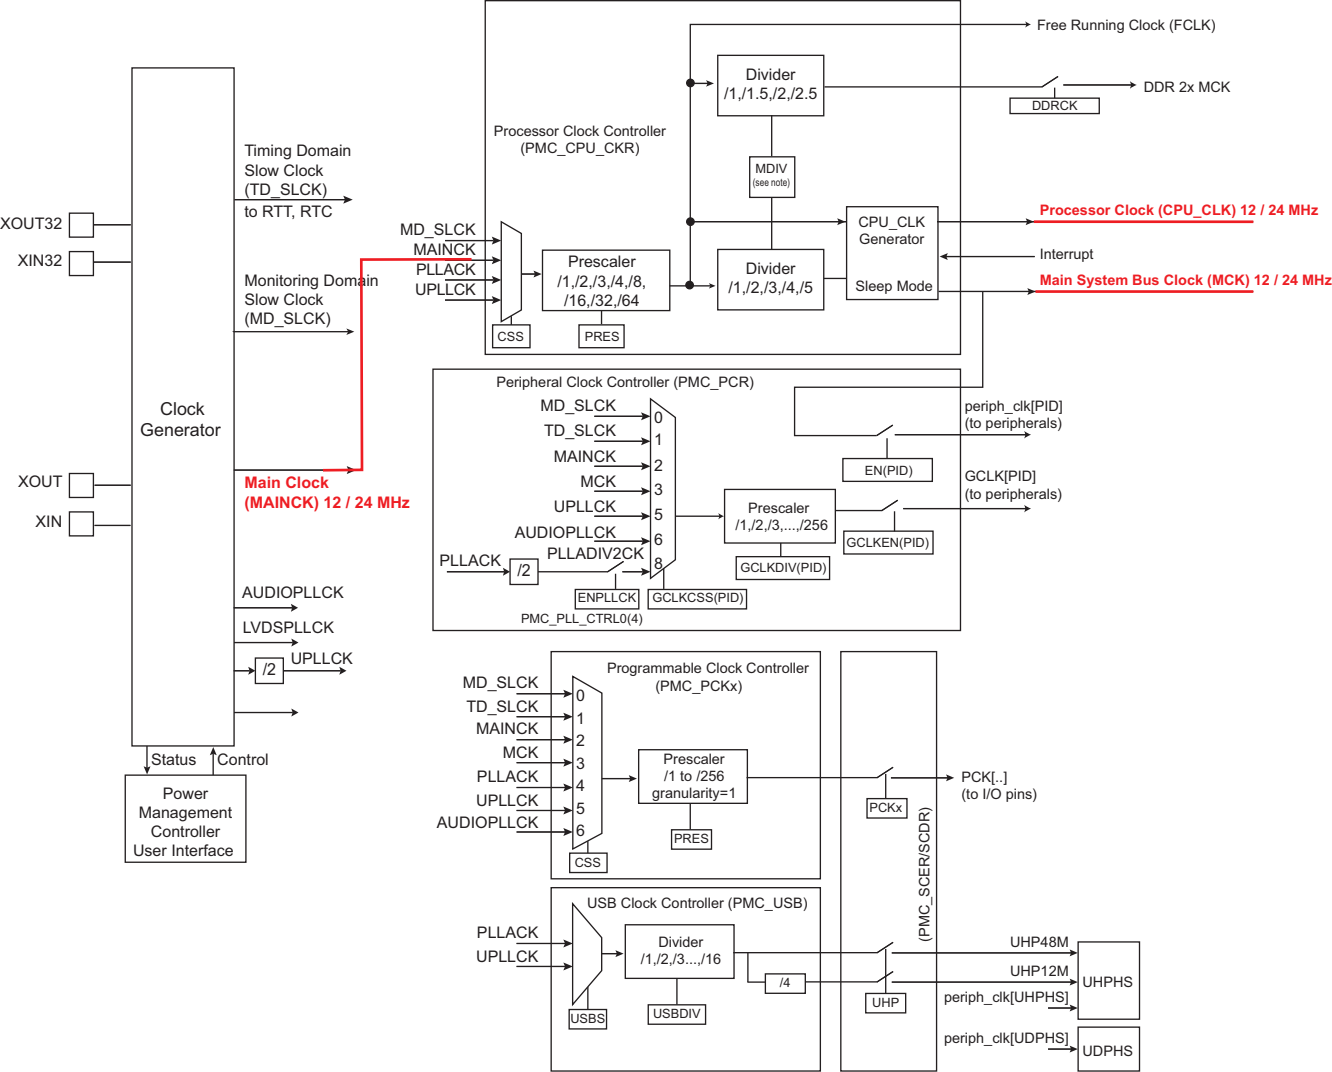 Free Running Clock (FCLK)
Divider
/1,/1.5,/2,/2.5
DDR 2x MCK
DDRCK
Processor Clock Controller
(PMC_CPU_CKR)
MDIV
(see note)
Timing Domain
Slow Clock
(TD_SLCK)
to RTT, RTC
XOUT32
XIN32
MD_SLCK
MAINCK
PLLACK
UPLLCK
CSS
Prescaler
/1,/2,/3,/4,/8,
/16,/32,/64
PRES
Divider
/1,/2,/3,/4,/5
CPU_CLK
Generator
Sleep Mode
Processor Clock (CPU_CLK) 12 / 24 MHz
Interrupt
Main System Bus Clock (MCK) 12 / 24 MHz
Monitoring Domain
Slow Clock
(MD_SLCK)
Clock
Generator
XOUT
XIN
Main Clock
(MAINCK) 12 / 24 MHz
AUDIOPLLCK
LVDSPLLCK
/2
UPLLCK
Status
Control
Power
Management
Controller
User Interface
Peripheral Clock Controller (PMC_PCR)
MD_SLCK
0
TD_SLCK
1
MAINCK
2
MCK
3
UPLLCK
5
AUDIOPLLCK
6
PLLACK
/2
PLLADIV2CK
8
ENPLLCK
GCLKCSS(PID)
PMC_PLL_CTRL0(4)
Prescaler
/1,/2,/3,...,/256
GCLKDIV(PID)
EN(PID)
periph_clk[PID]
(to peripherals)
GCLK[PID]
(to peripherals)
GCLKEN(PID)
Programmable Clock Controller
(PMC_PCKx)
MD_SLCK
0
TD_SLCK
1
MAINCK
2
MCK
3
PLLACK
4
UPLLCK
5
AUDIOPLLCK
6
CSS
Prescaler
/1 to /256
granularity=1
PRES
PCKx
PCK[..]
(to I/O pins)
(PMC_SCER/SCDR)
USB Clock Controller (PMC_USB)
PLLACK
UPLLCK
USBS
Divider
/1,/2,/3...,/16
USBDIV
/4
UHP
UHP48M
UHP12M
periph_clk[UHPHS]
UHPHS
periph_clk[UDPHS]
UDPHS